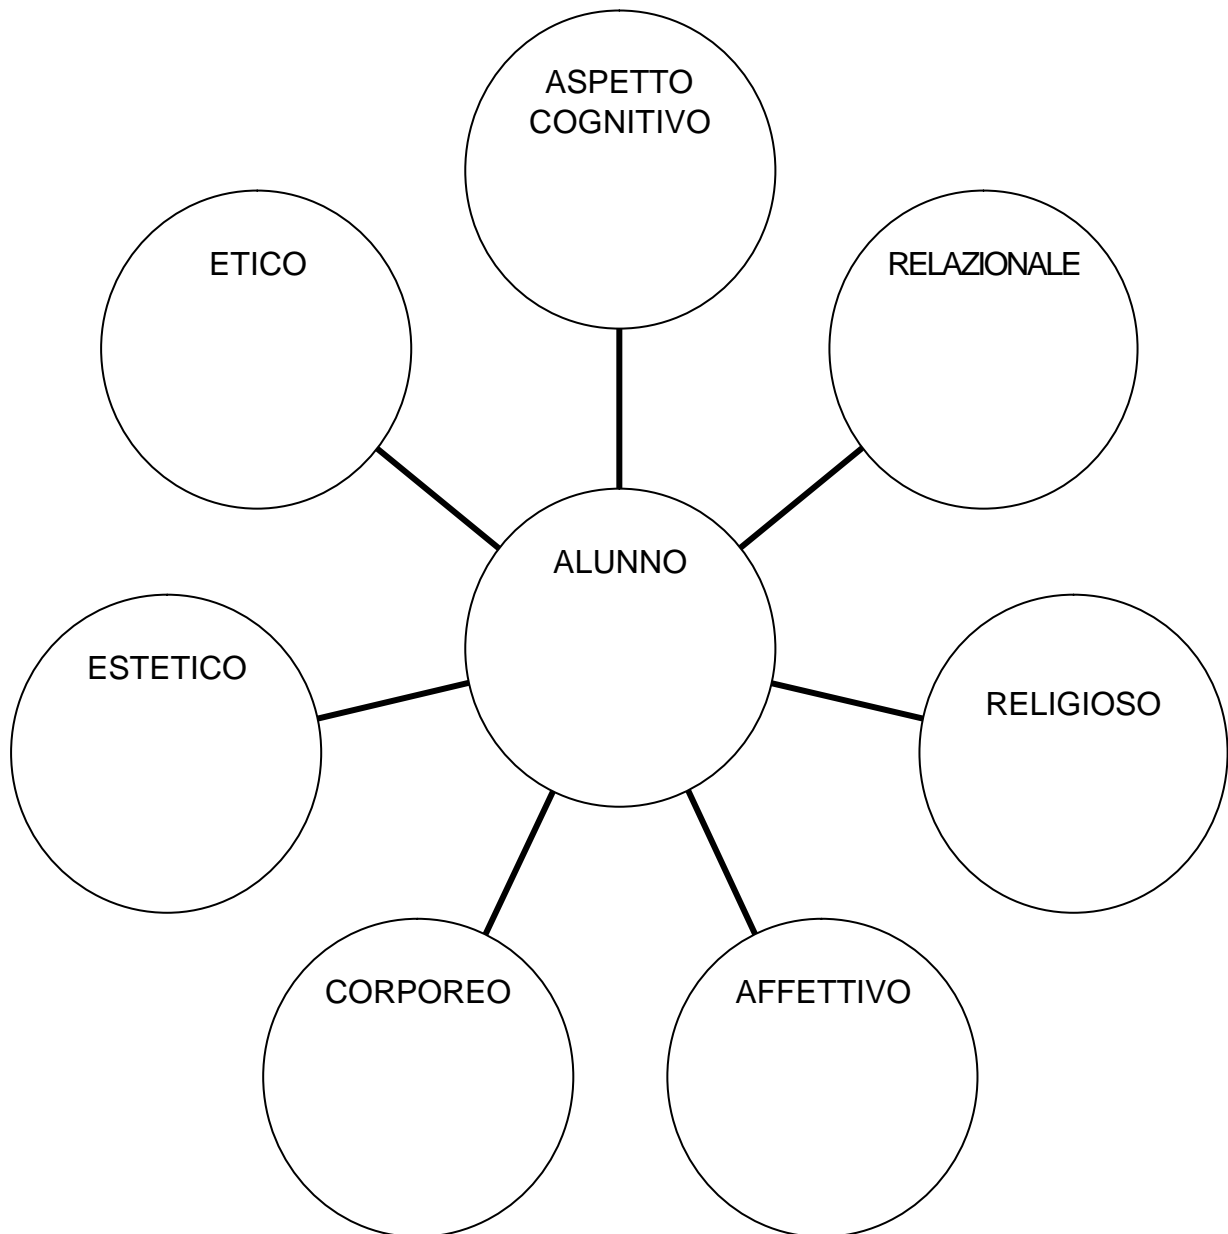 ASPETTO
COGNITIVO
ETICO
RELAZIONALE
ALUNNO
ESTETICO
RELIGIOSO
CORPOREO
AFFETTIVO